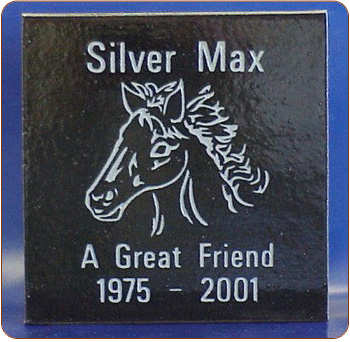 Silver Max
A Great Friend
1975 - 2001